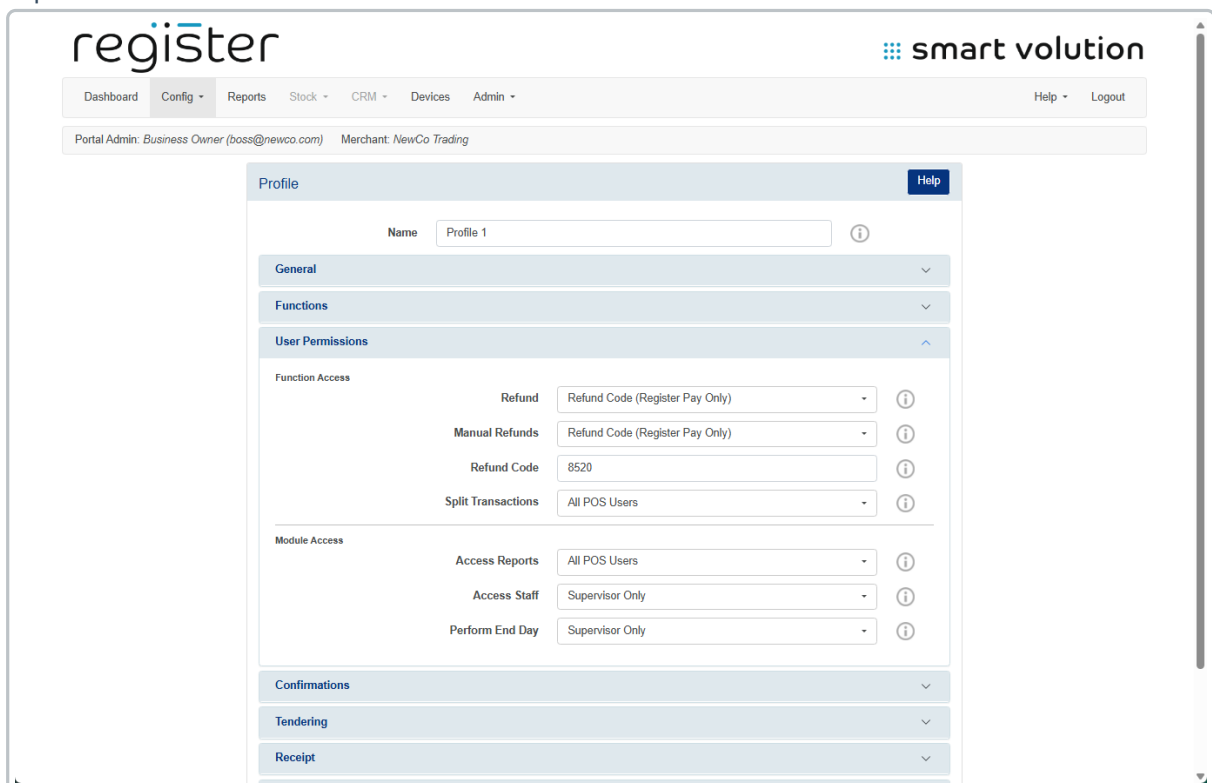 register
smart volution
Dashboard Config Reports Stock CRM Devices Admin Help Logout
Portal Admin: Business Owner (boss@newco.com) Merchant: NewCo Trading
Profile Help
Name Profile 1
General
Functions
User Permissions
Function Access
Refund Refund Code (Register Pay Only)
Manual Refunds Refund Code (Register Pay Only)
Refund Code 8520
Split Transactions All POS Users
Module Access
Access Reports All POS Users
Access Staff Supervisor Only
Perform End Day Supervisor Only
Confirmations
Tendering
Receipt